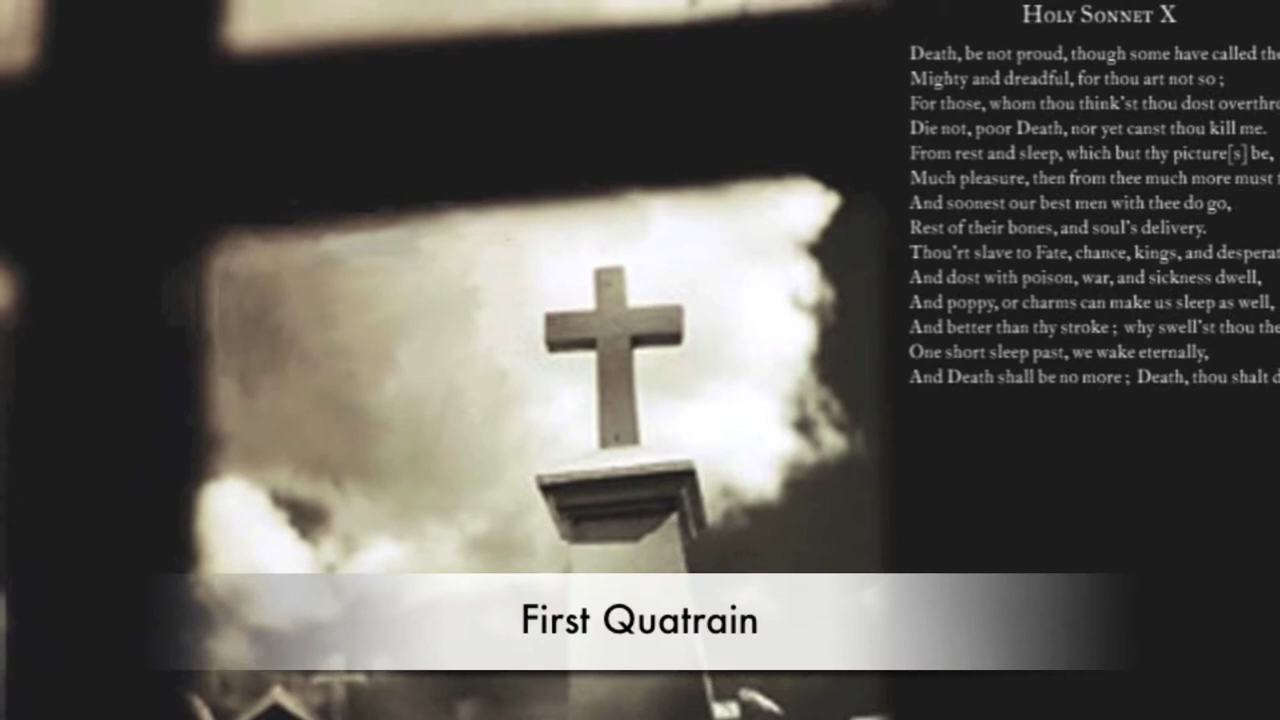 HOLY SONNET X
Death, be not proud, though some have called
Mighty and dreadful, for thou art not so ;
For those, whom thou think'st thou dost
Die not, poor Death, nor yet canst thou kill me.
From rest and sleep, which but thy picture[s] be,
Much pleasure, then from thee much more must
And soonest our best men with thee do go,
Rest of their bones, and soul's delivery.
Thou'rt slave to Fate, chance, kings, and
And dost with poison, war, and sickness dwell,
And poppy, or charms can make us sleep as well,
And better than thy stroke ; why swell'st thou
One short sleep past, we wake eternally,
And Death shall be no more ; Death, thou shalt
First Quatrain